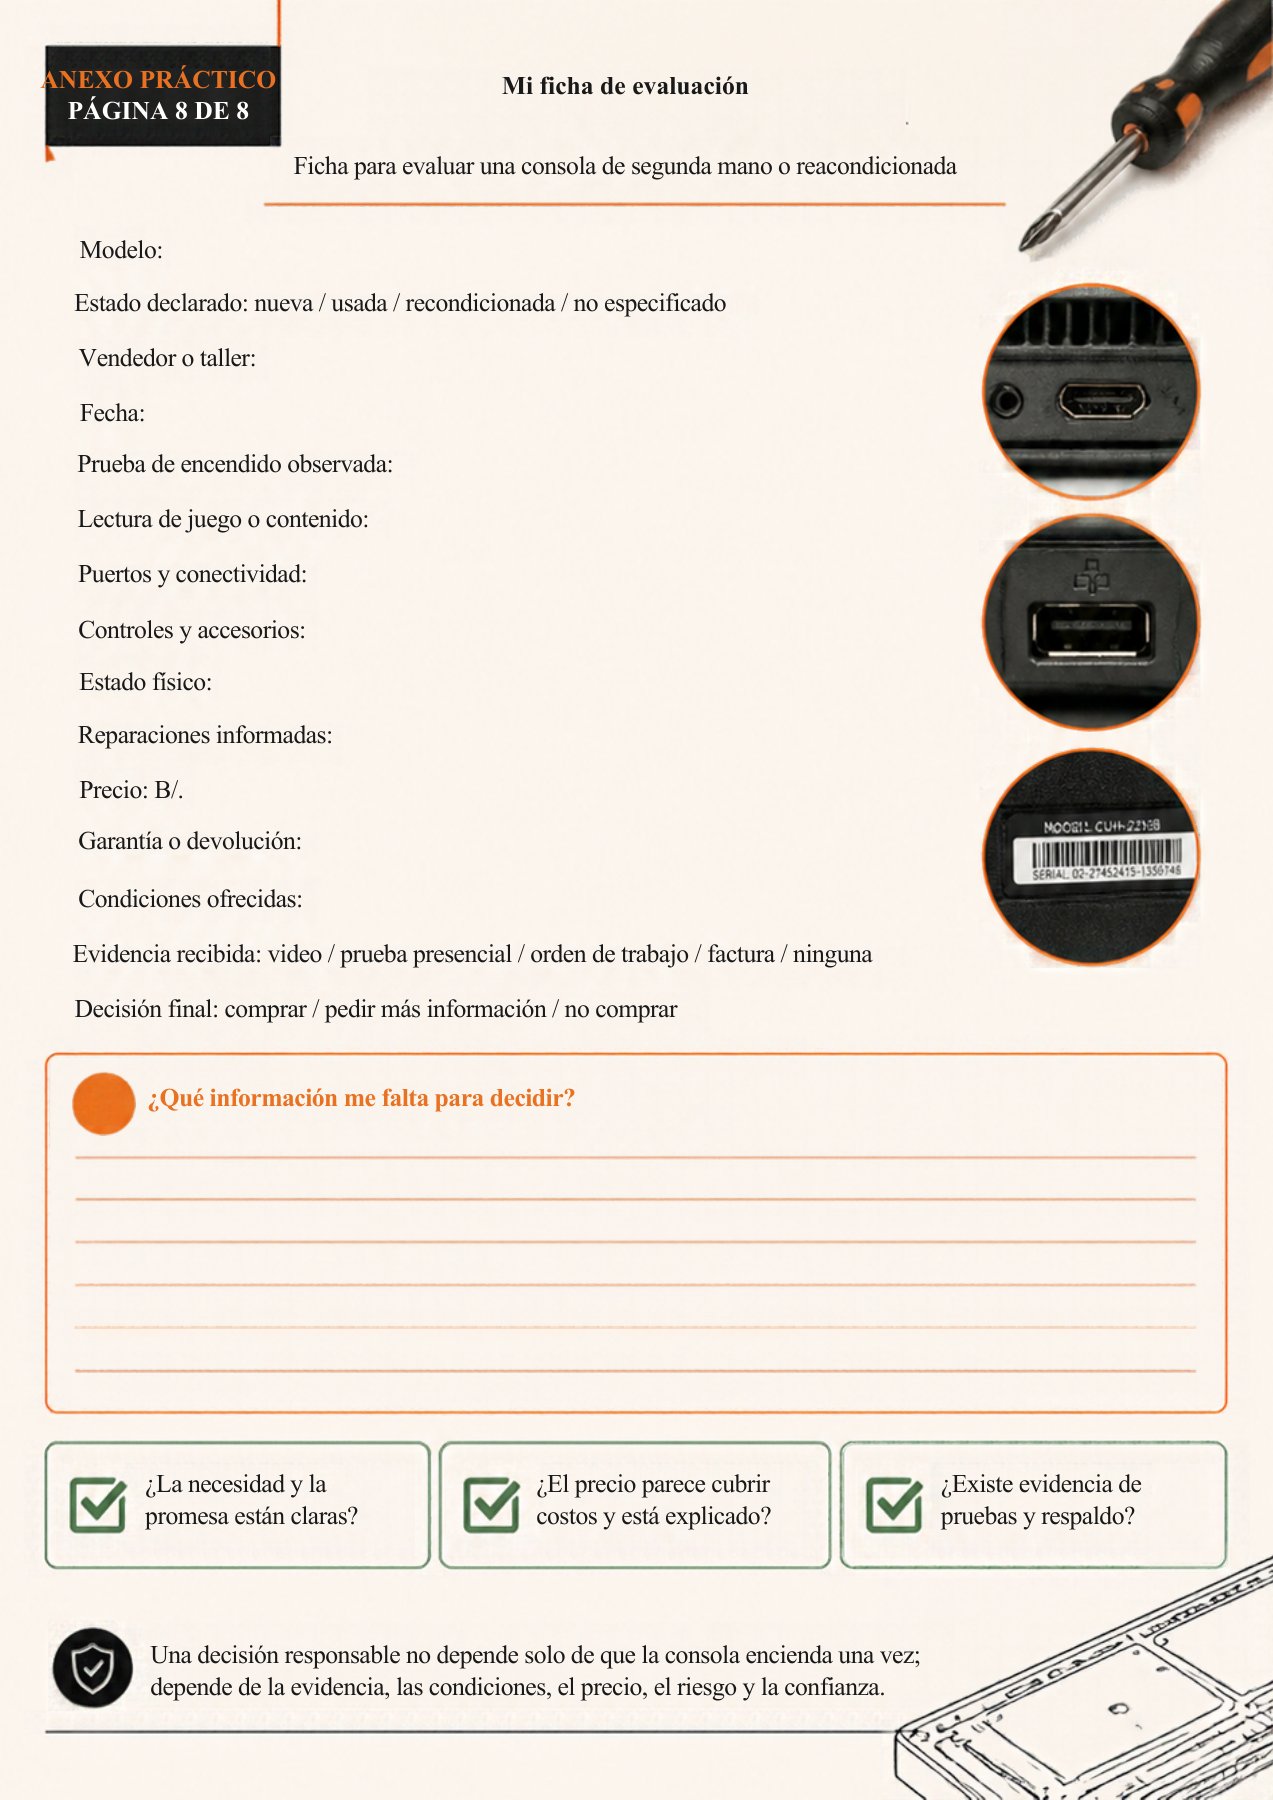 ANEXO PRÁCTICO
PÁGINA 8 DE 8
Mi ficha de evaluación
Ficha para evaluar una consola de segunda mano o reacondicionada
Modelo:
Estado declarado: nueva / usada / recondicionada / no especificado
Vendedor o taller:
Fecha:
Prueba de encendido observada:
Lectura de juego o contenido:
Puertos y conectividad:
Controles y accesorios:
Estado físico:
Reparaciones informadas:
Precio: B/.
Garantía o devolución:
Condiciones ofrecidas:
Evidencia recibida: video / prueba presencial / orden de trabajo / factura / ninguna
Decisión final: comprar / pedir más información / no comprar
SERIAL
¿Qué información me falta para decidir?
¿La necesidad y la
promesa están claras?
¿El precio parece cubrir
costos y está explicado?
¿Existe evidencia de
pruebas y respaldo?
Una decisión responsable no depende solo de que la consola encienda una vez;
depende de la evidencia, las condiciones, el precio, el riesgo y la confianza.